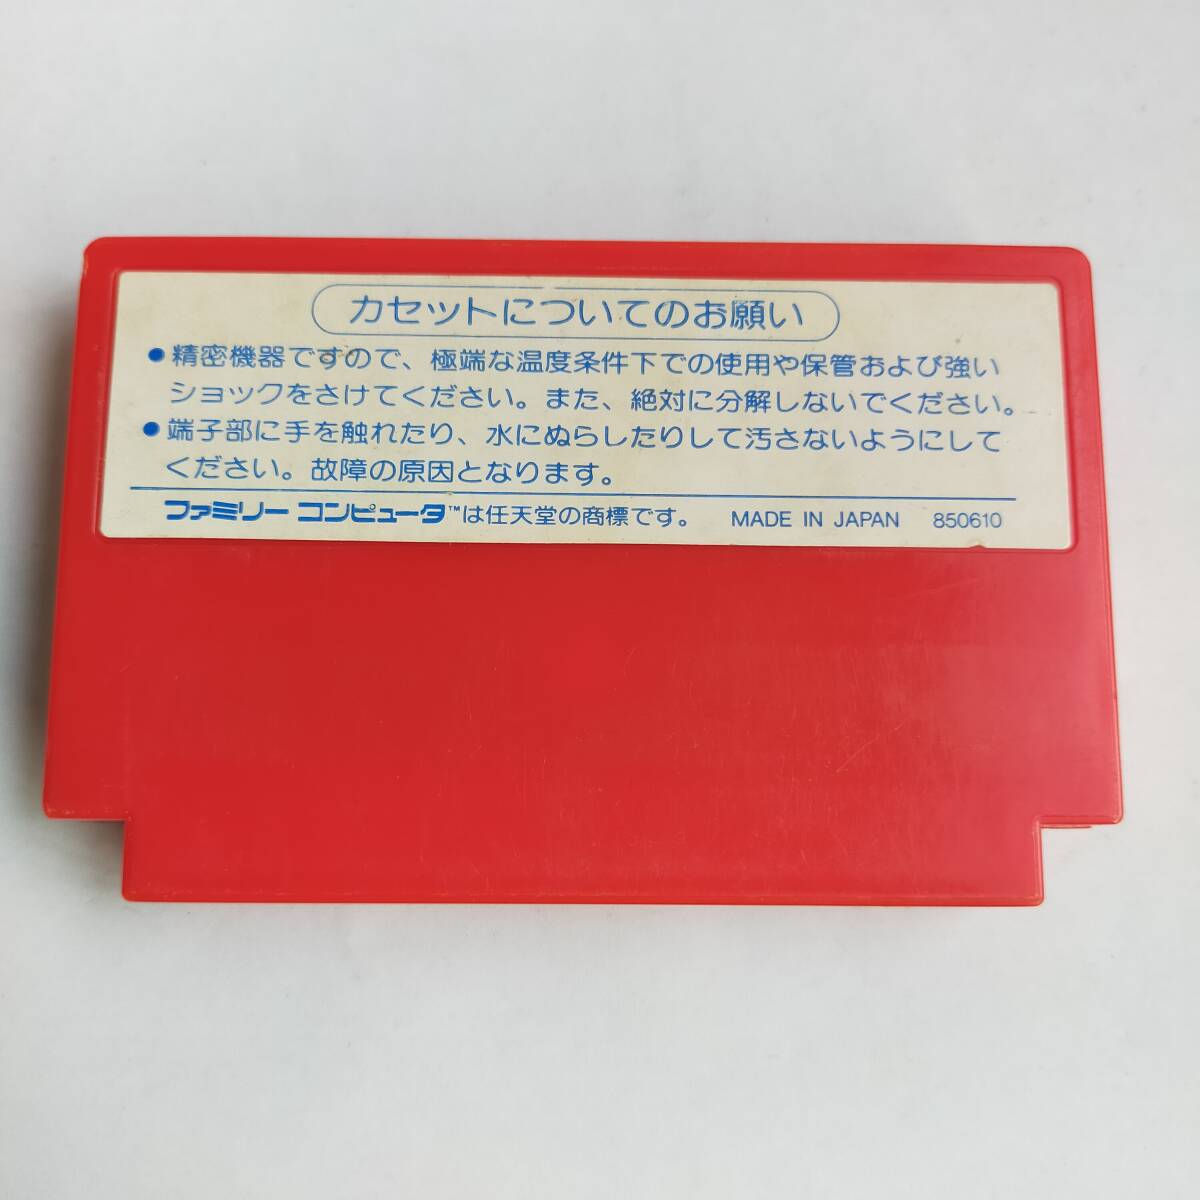 カセットについてのお願い
●精密機器ですので、極端な温度条件下での使用や保管および強い
ショックをさけてください。また、絶対に分解しないでください。
●端子部に手を触れたり、水にぬらしたりして汚さないようにして
ください。故障の原因となります。
ファミリー コンピュータ™は任天堂の商標です。 MADE IN JAPAN 850610